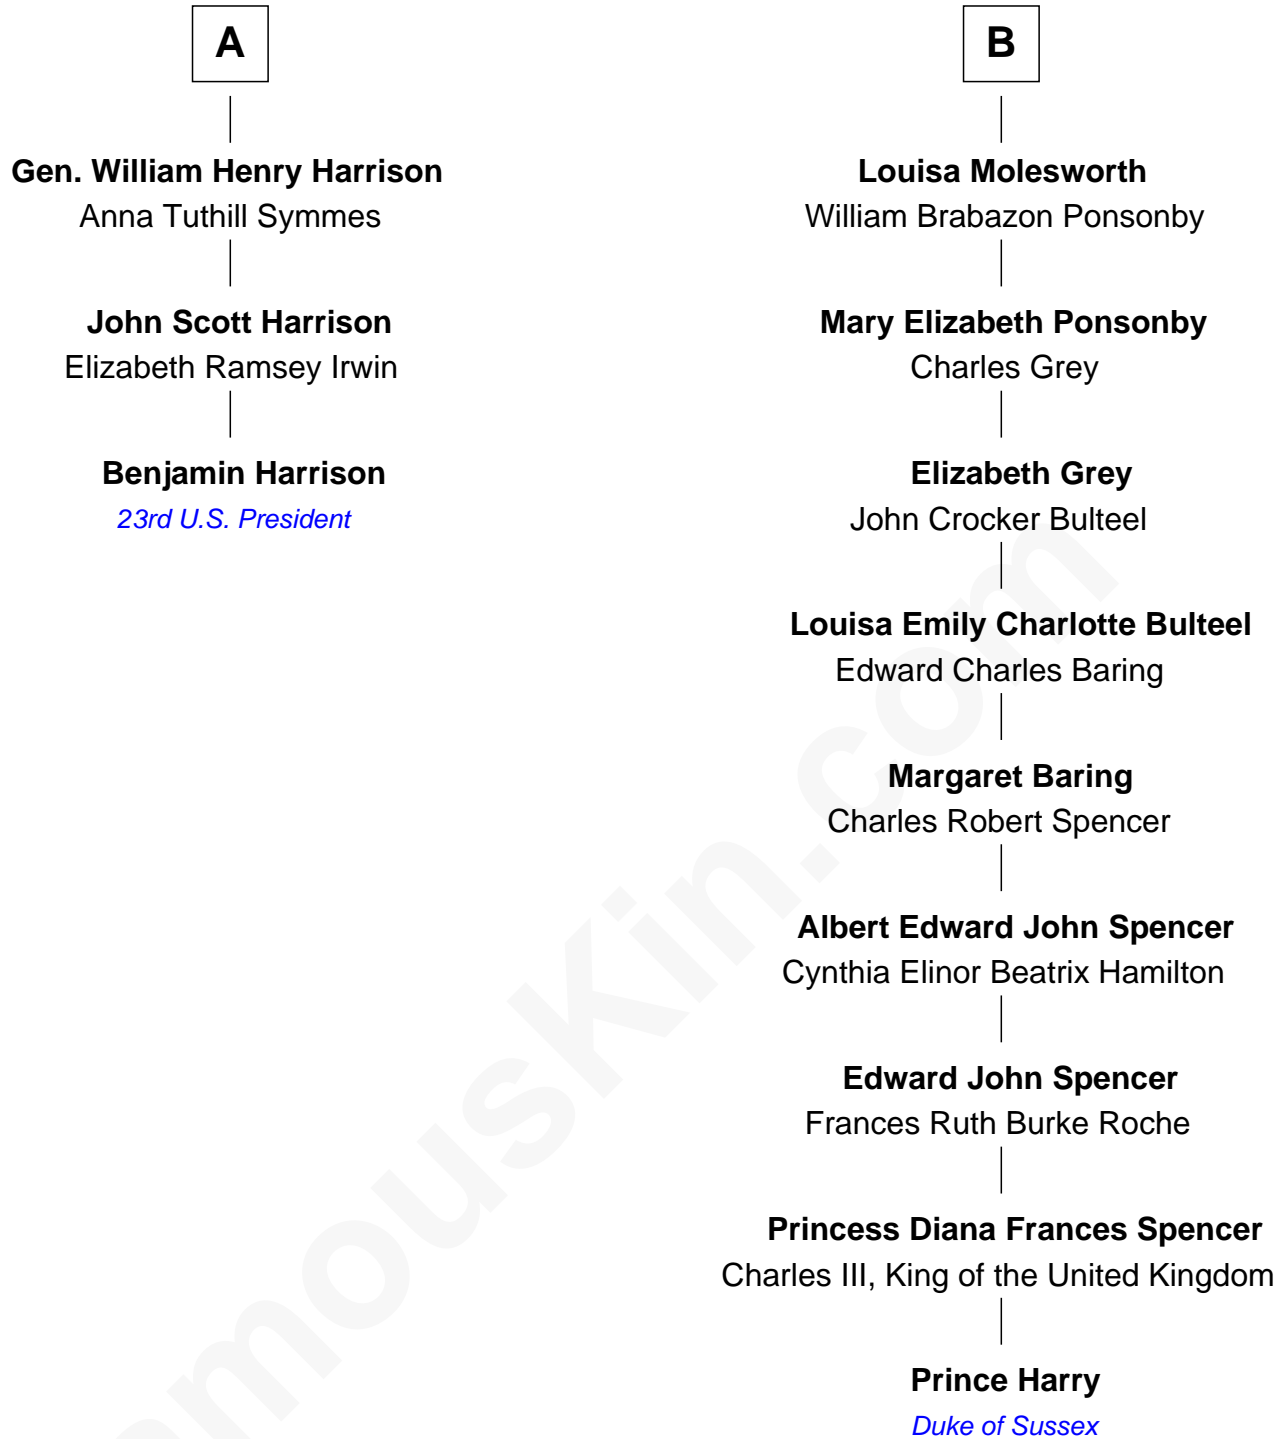 A
Gen. William Henry Harrison
Anna Tuthill Symmes
John Scott Harrison
Elizabeth Ramsey Irwin
Benjamin Harrison
23rd U.S. President
B
Louisa Molesworth
William Brabazon Ponsonby
Mary Elizabeth Ponsonby
Charles Grey
Elizabeth Grey
John Crocker Bulteel
Louisa Emily Charlotte Bulteel
Edward Charles Baring
Margaret Baring
Charles Robert Spencer
Albert Edward John Spencer
Cynthia Elinor Beatrix Hamilton
Edward John Spencer
Frances Ruth Burke Roche
Princess Diana Frances Spencer
Charles III, King of the United Kingdom
Prince Harry
Duke of Sussex
amouskin.com